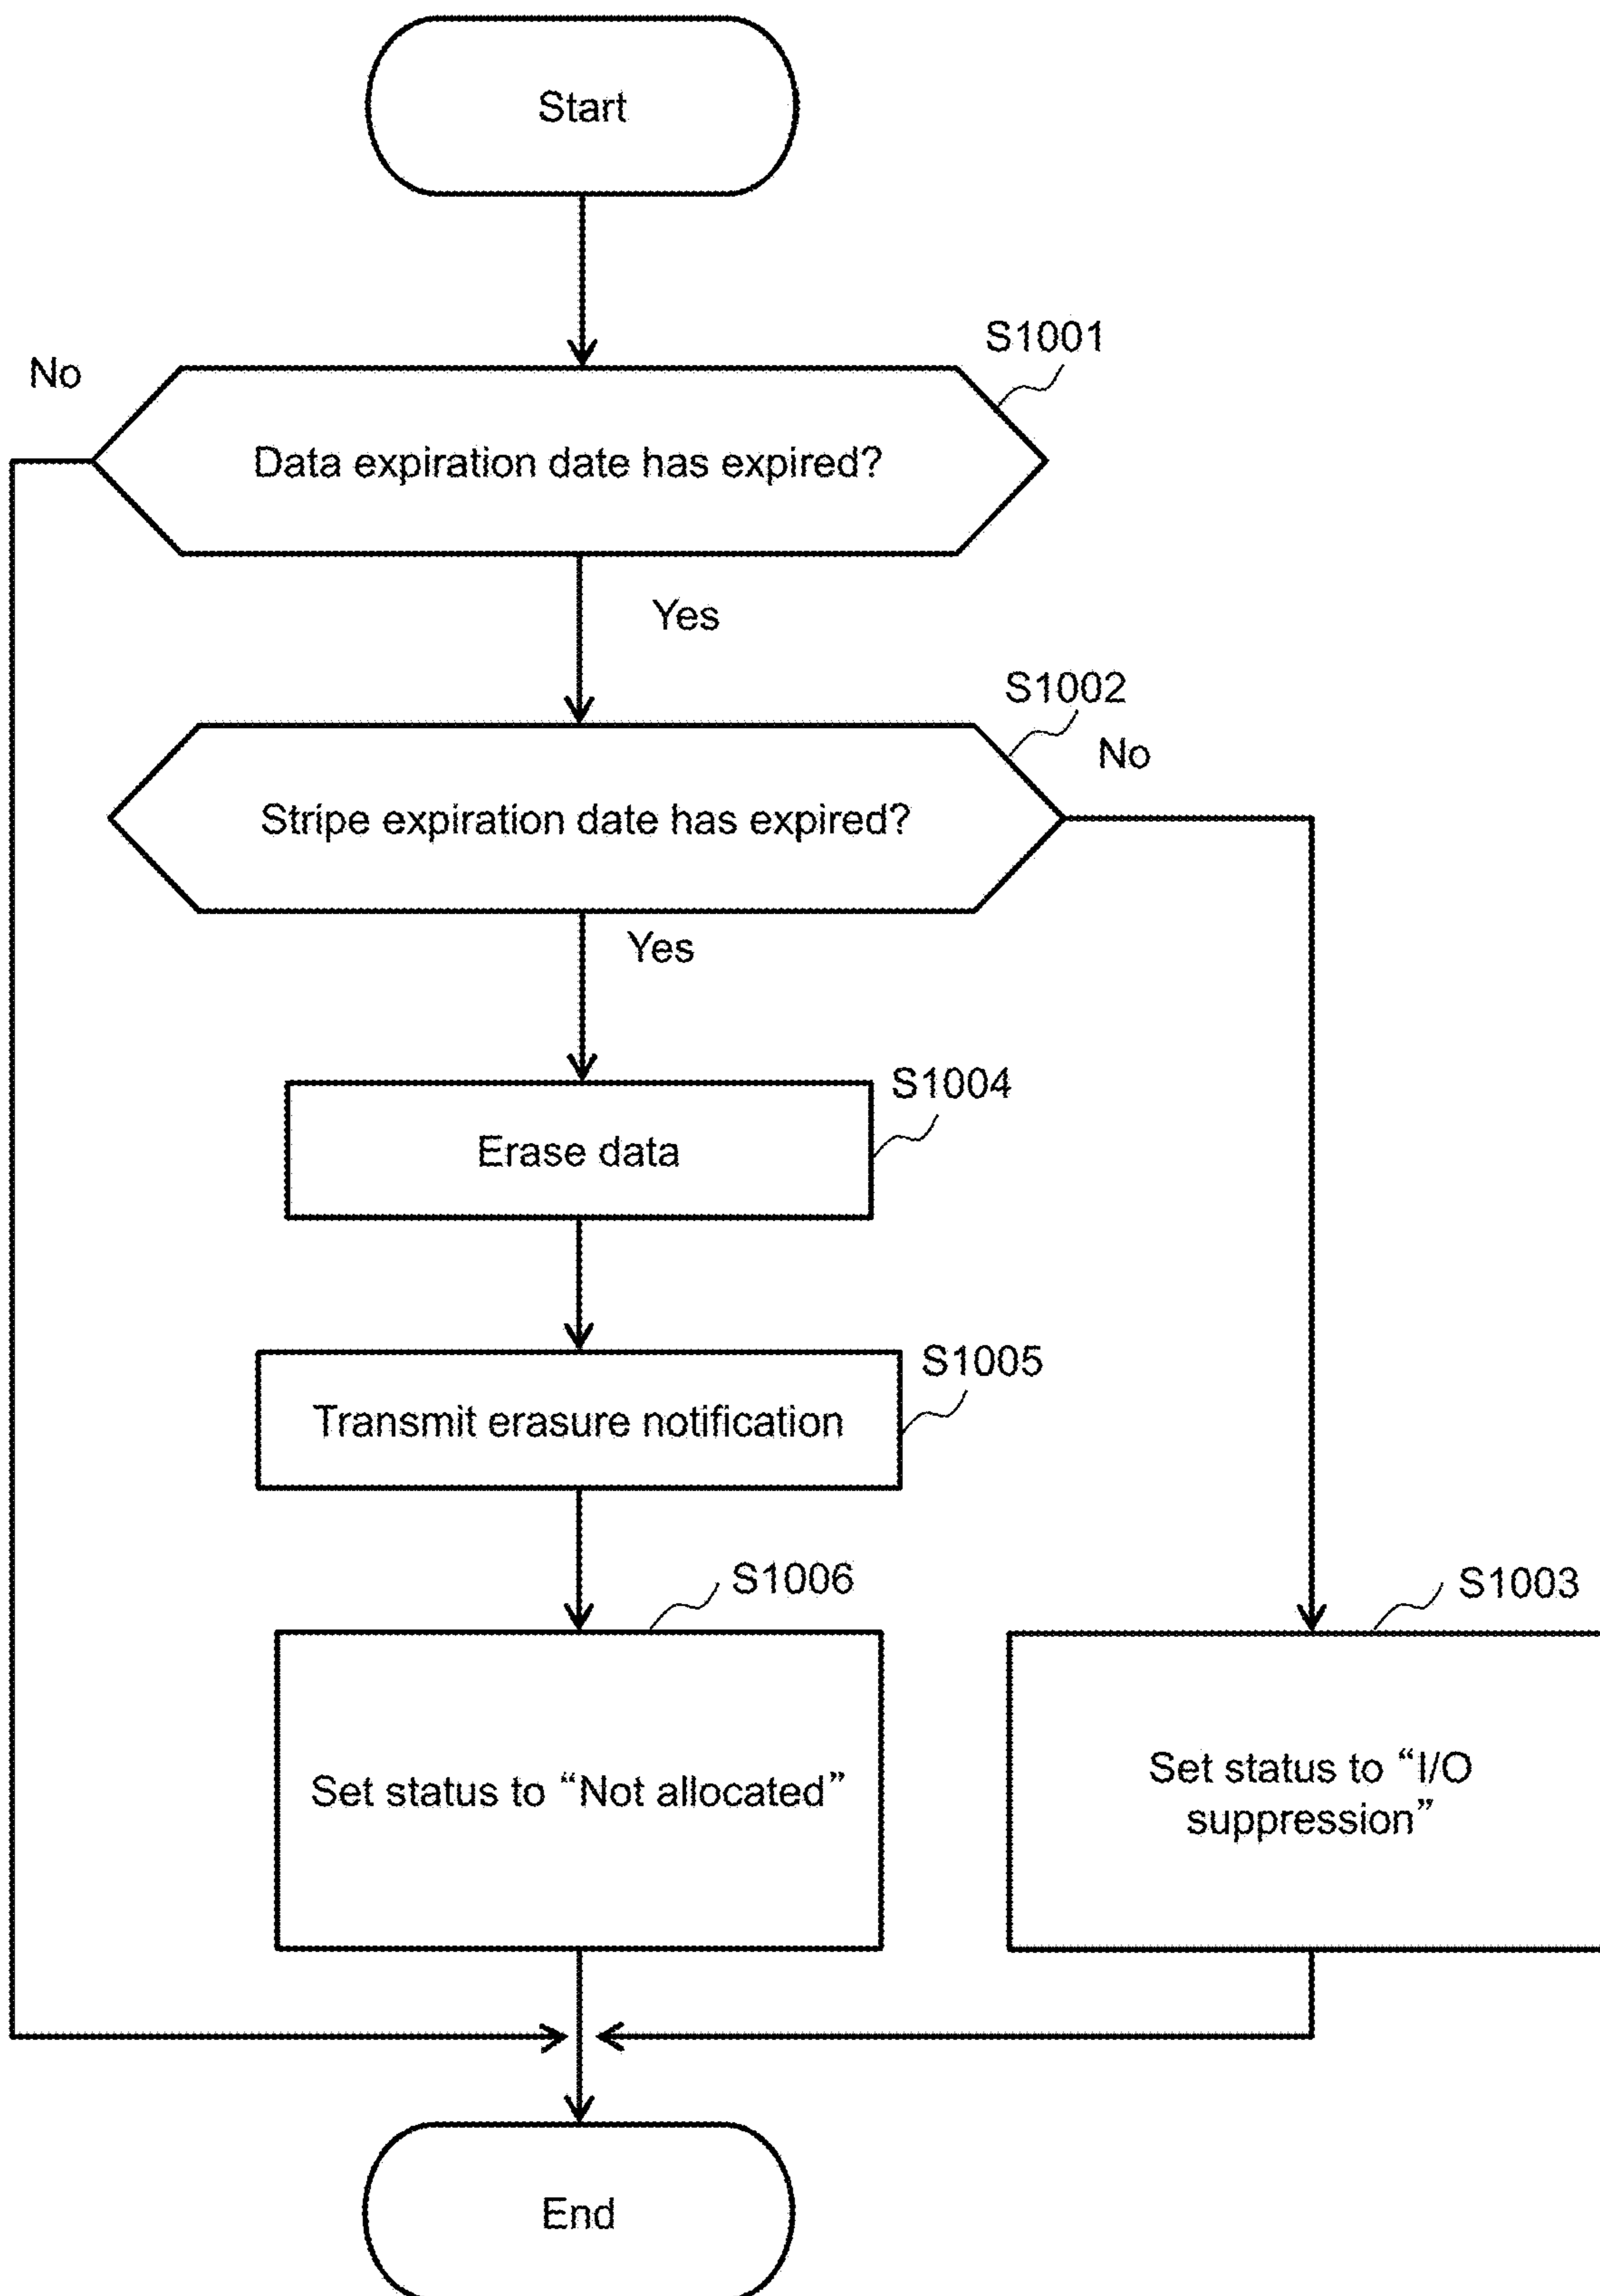 Start
S1001
No
Data expiration date has expired?
Yes
S1002
No
Stripe expiration date has expired?
Yes
S1004
Erase data
S1005
Transmit erasure notification
S1006
S1003
Set status to “Not allocated”
Set status to “I/O
suppression”
End